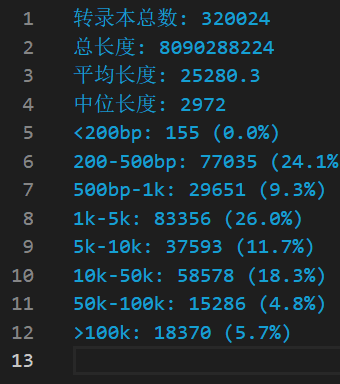 1 转录本总数: 320024
2 总长度: 8090288224
3 平均长度: 25280.3
4 中位长度: 2972
5 <200bp: 155 (0.0%)
6 200-500bp: 77035 (24.1%
7 500bp-1k: 29651 (9.3%)
8 1k-5k: 83356 (26.0%)
9 5k-10k: 37593 (11.7%)
10 10k-50k: 58578 (18.3%)
11 50k-100k: 15286 (4.8%)
12 >100k: 18370 (5.7%)
13